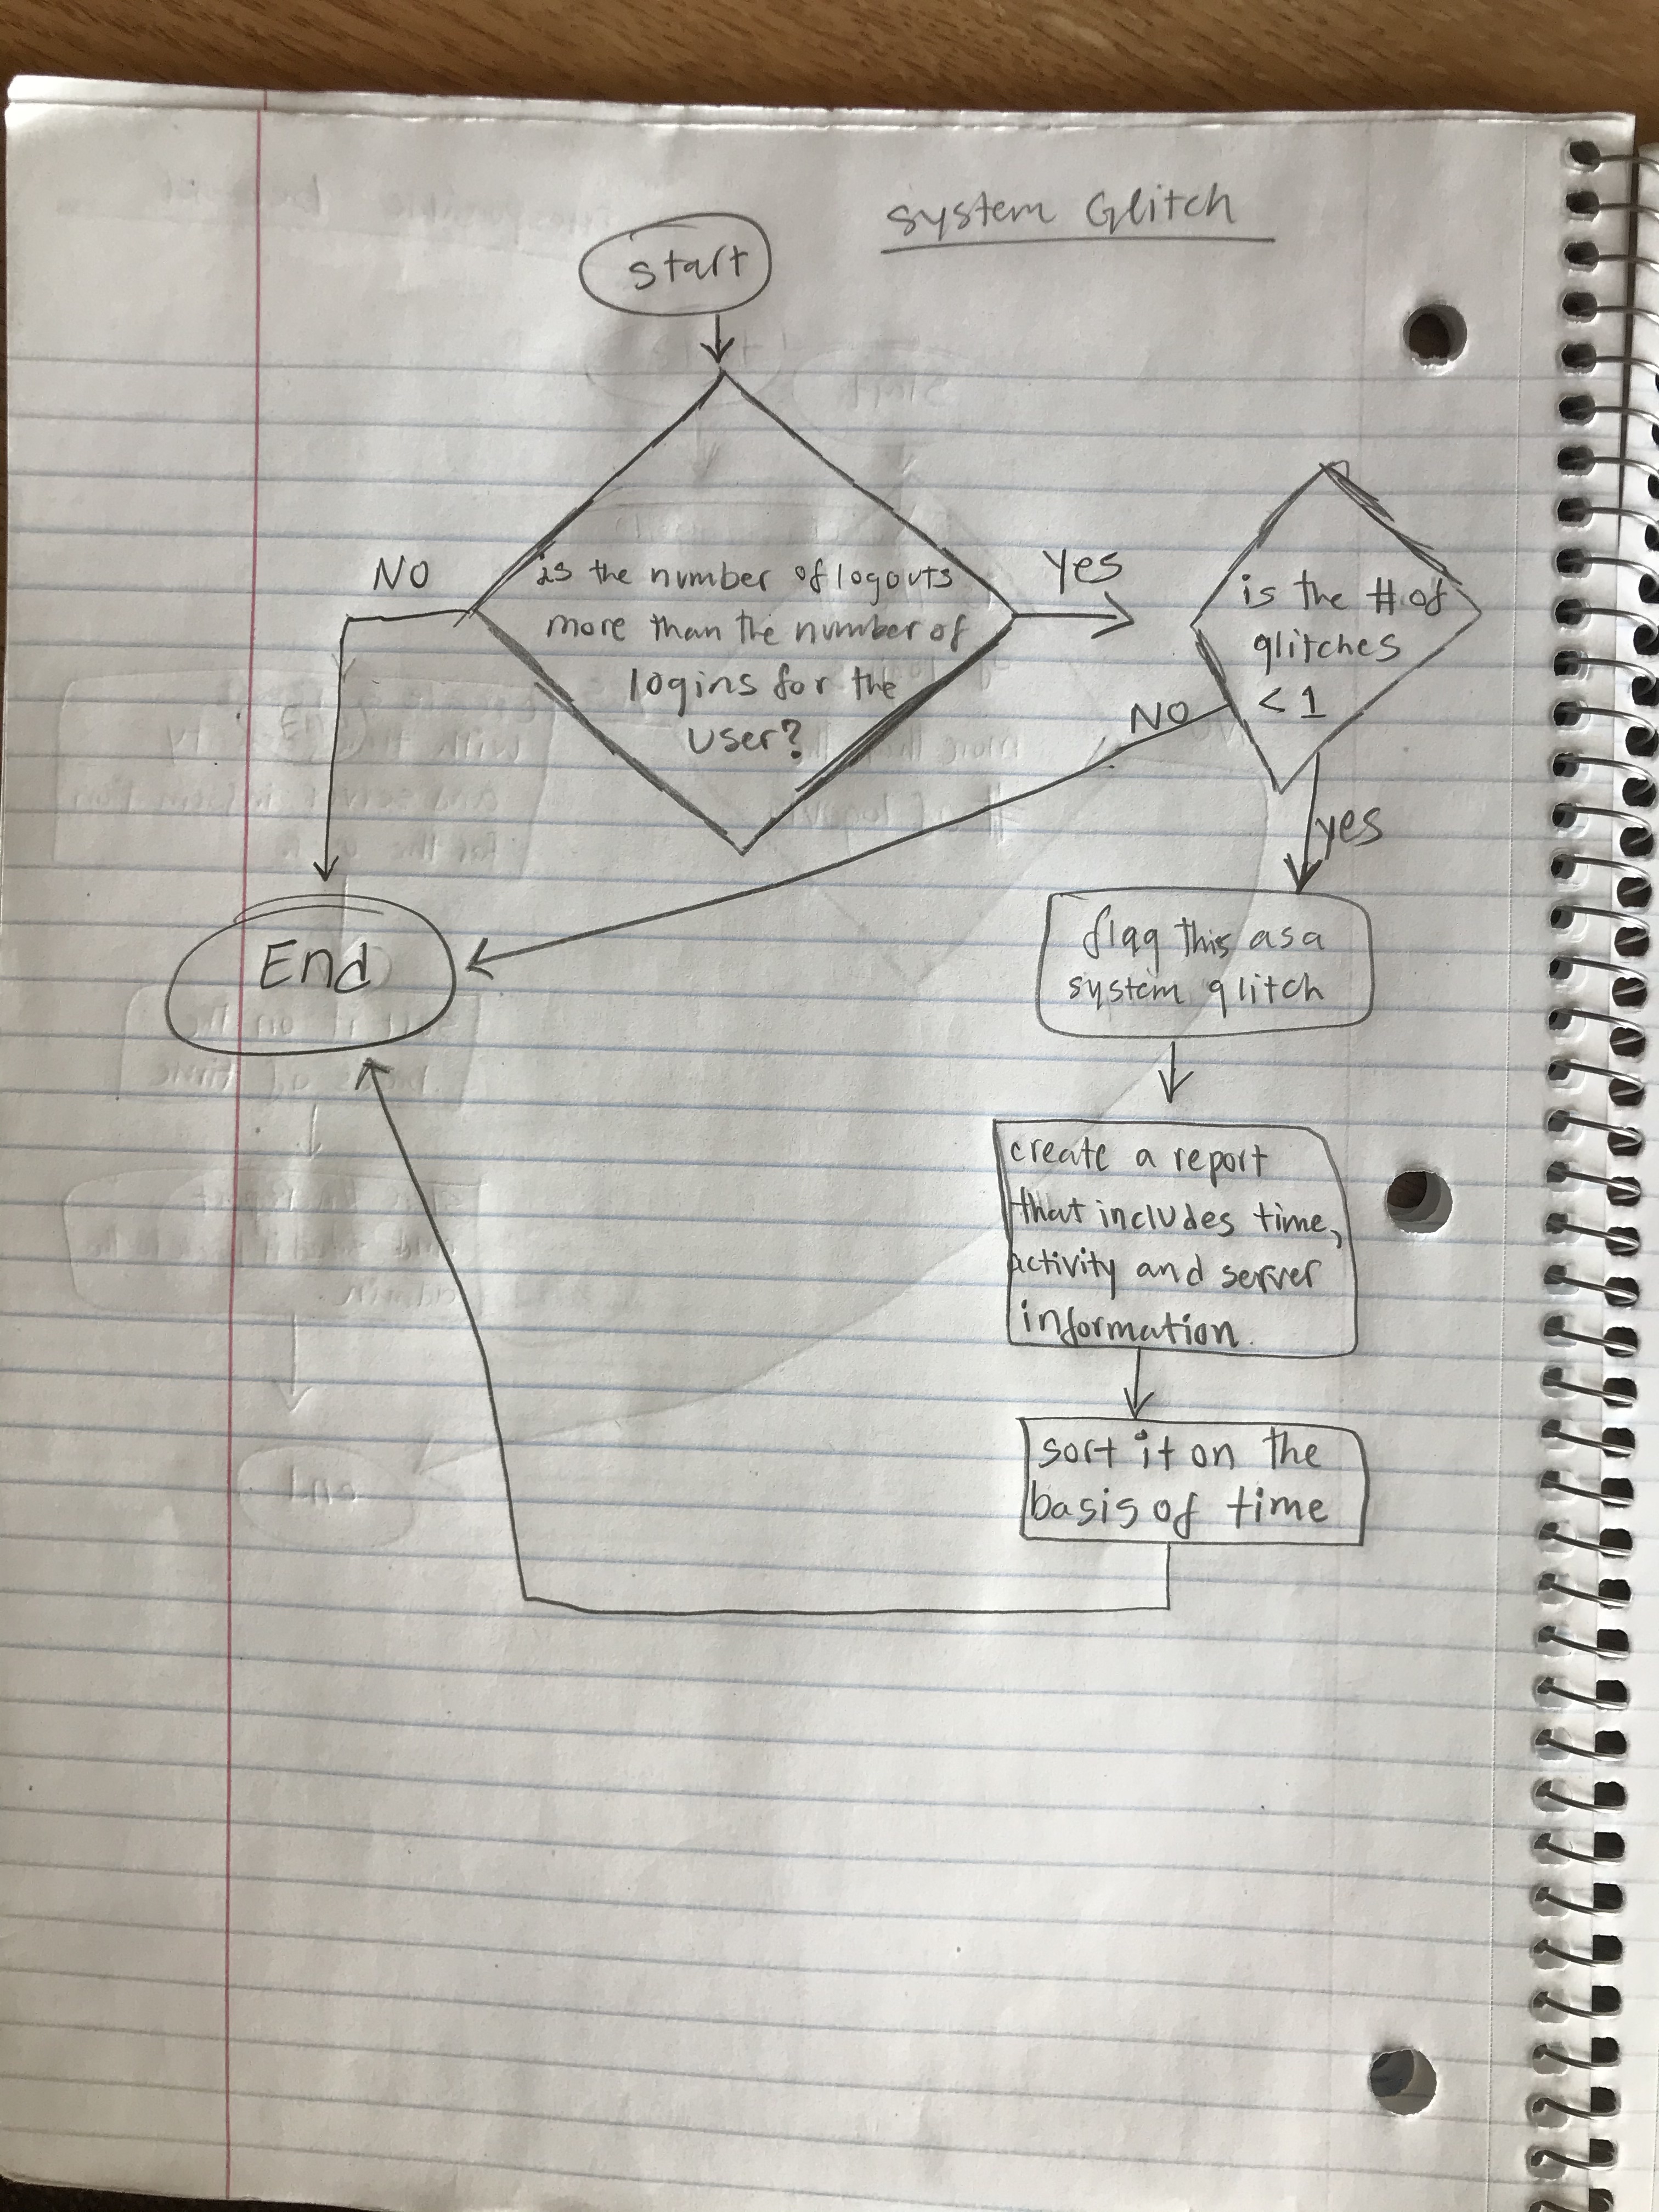 system Glitch
start
is the number of logouts
more than the number of
logins for the
user?
NO
Yes
is the # of
glitches
< 1
NO
yes
End
flag this as a
system glitch
create a report
that includes time,
activity and server
information.
sort it on the
basis of time